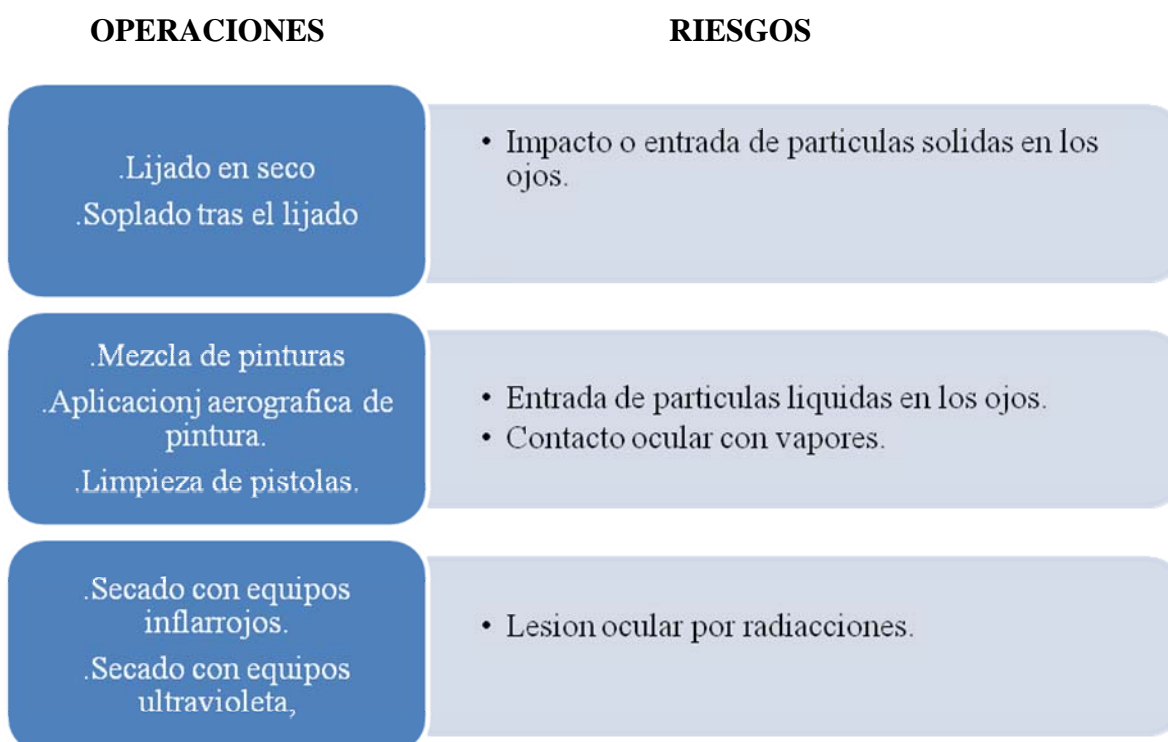 OPERACIONES RIESGOS
.Lijado en seco
.Soplado tras el lijado
• Impacto o entrada de particulas solidas en los
ojos.
.Mezcla de pinturas
.Aplicacionj aerografica de
pintura.
.Limpieza de pistolas.
• Entrada de particulas liquidas en los ojos.
• Contacto ocular con vapores.
.Secado con equipos
inflarrojos.
.Secado con equipos
ultravioleta,
• Lesion ocular por radiacciones.